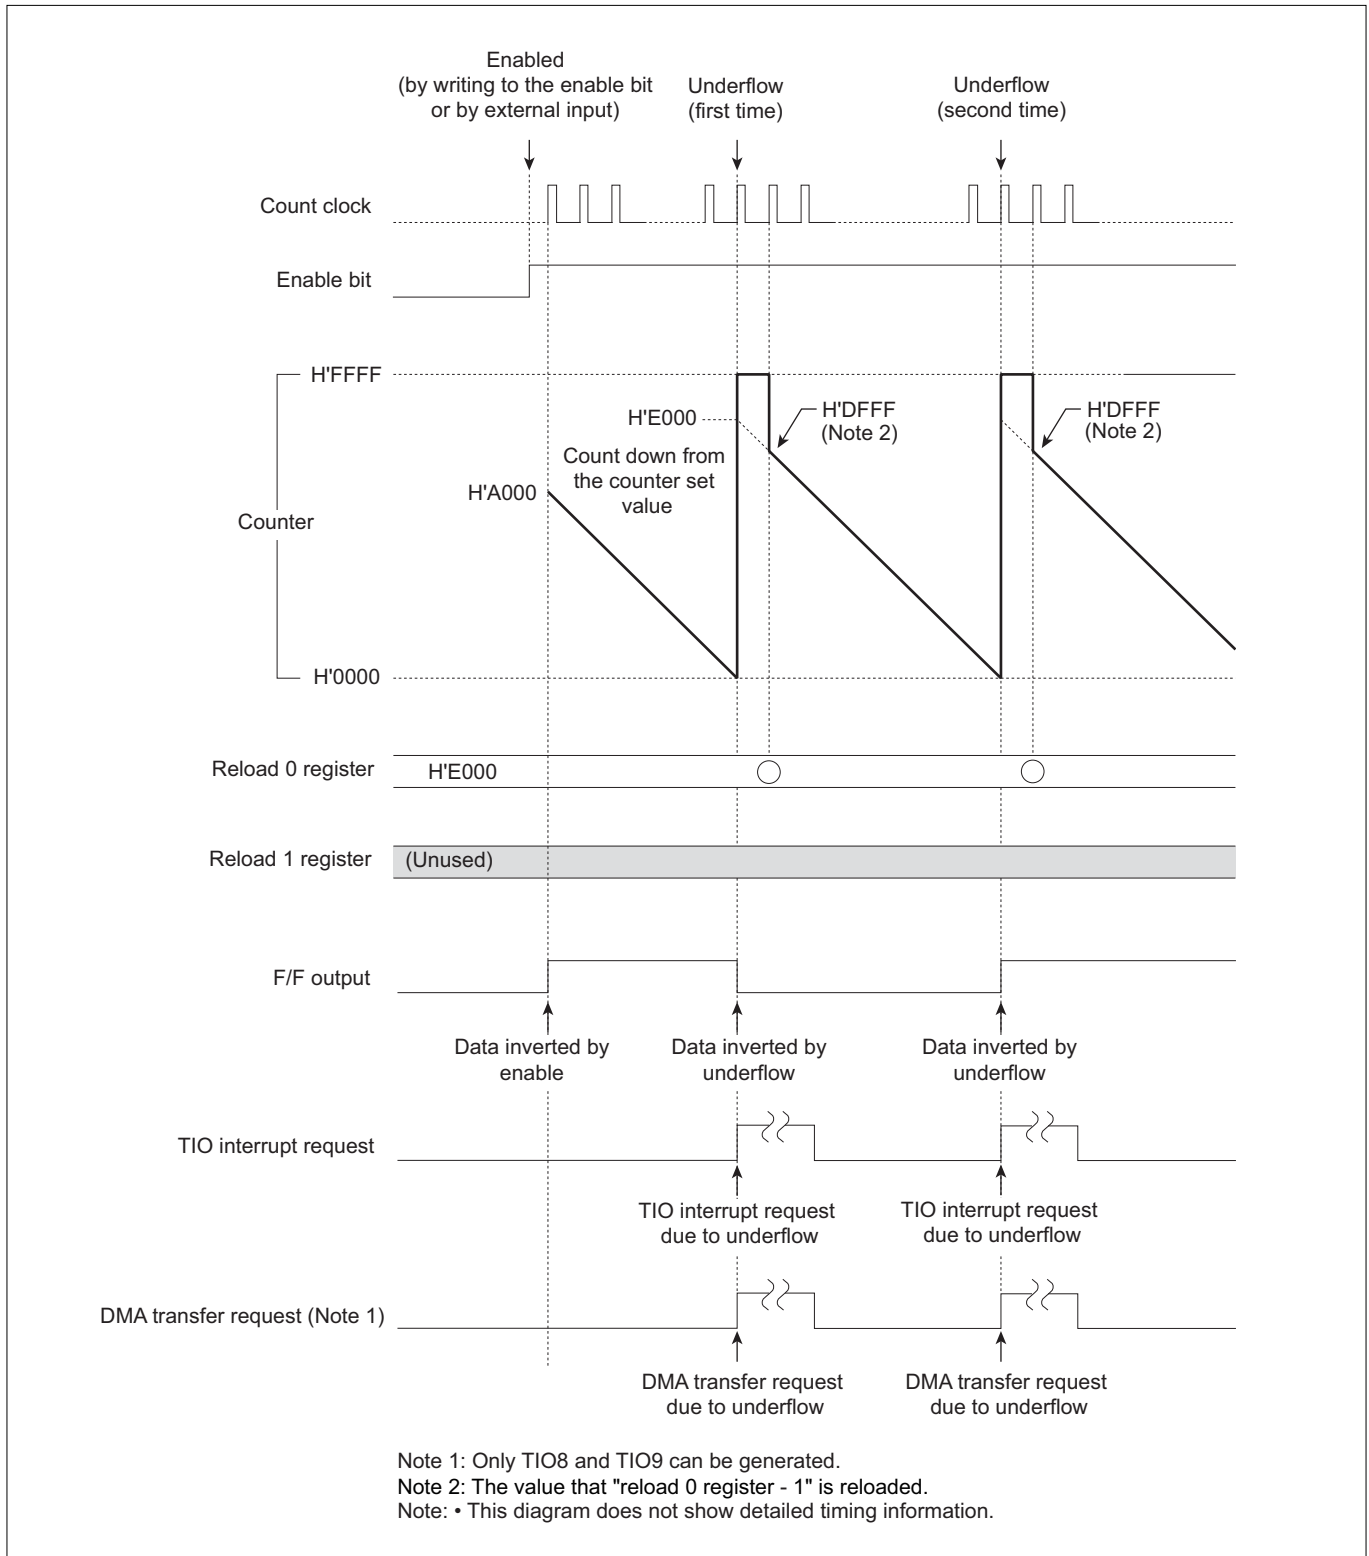 Enabled
(by writing to the enable bit
or by external input)
Underflow
(first time)
Underflow
(second time)
Count clock
Enable bit
H'FFFF
H'E000
H'DFFF
(Note 2)
H'DFFF
(Note 2)
Count down from
the counter set
value
H'A000
Counter
H'0000
Reload 0 register
H'E000
Reload 1 register
(Unused)
F/F output
Data inverted by
enable
Data inverted by
underflow
Data inverted by
underflow
TIO interrupt request
TIO interrupt request
due to underflow
TIO interrupt request
due to underflow
DMA transfer request (Note 1)
DMA transfer request
due to underflow
DMA transfer request
due to underflow
Note 1: Only TIO8 and TIO9 can be generated.
Note 2: The value that "reload 0 register - 1" is reloaded.
Note: • This diagram does not show detailed timing information.